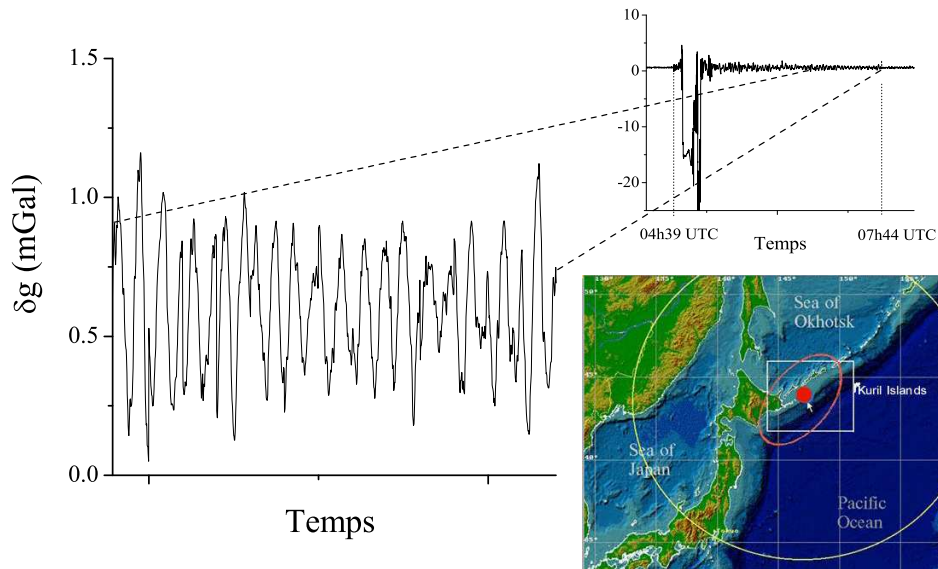 1.5
1.0
0.5
0.0
δg (mGal)
Temps
10
0
-10
-20
04h39 UTC
07h44 UTC
Temps
Sea of
Okhotsk
Kuril Islands
Sea of
Japan
Pacific
Ocean